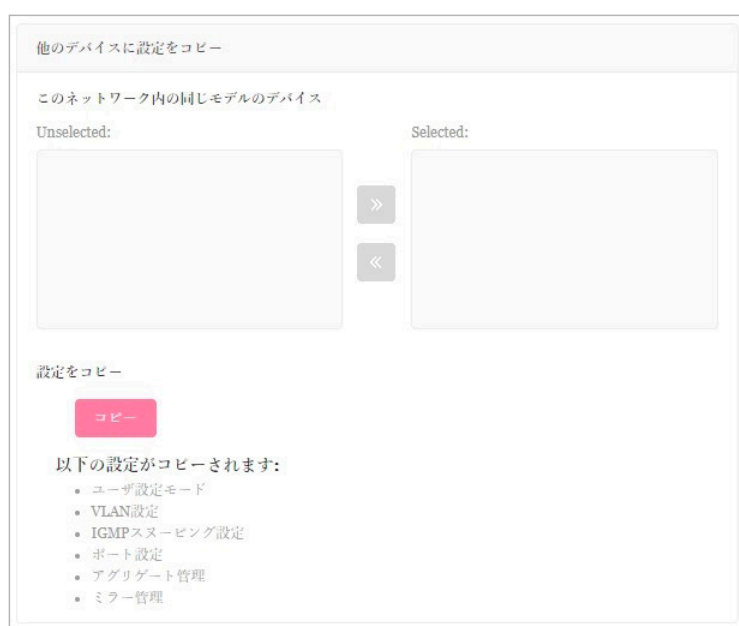 他のデバイスに設定をコピー
このネットワーク内の同じモデルのデバイス
Unselected:
Selected:
»
«
設定をコピー
コピー
以下の設定がコピーされます:
• ユーザ設定モード
• VLAN設定
• IGMPスヌーピング設定
• ポート設定
• アグリゲート管理
• ミラー管理